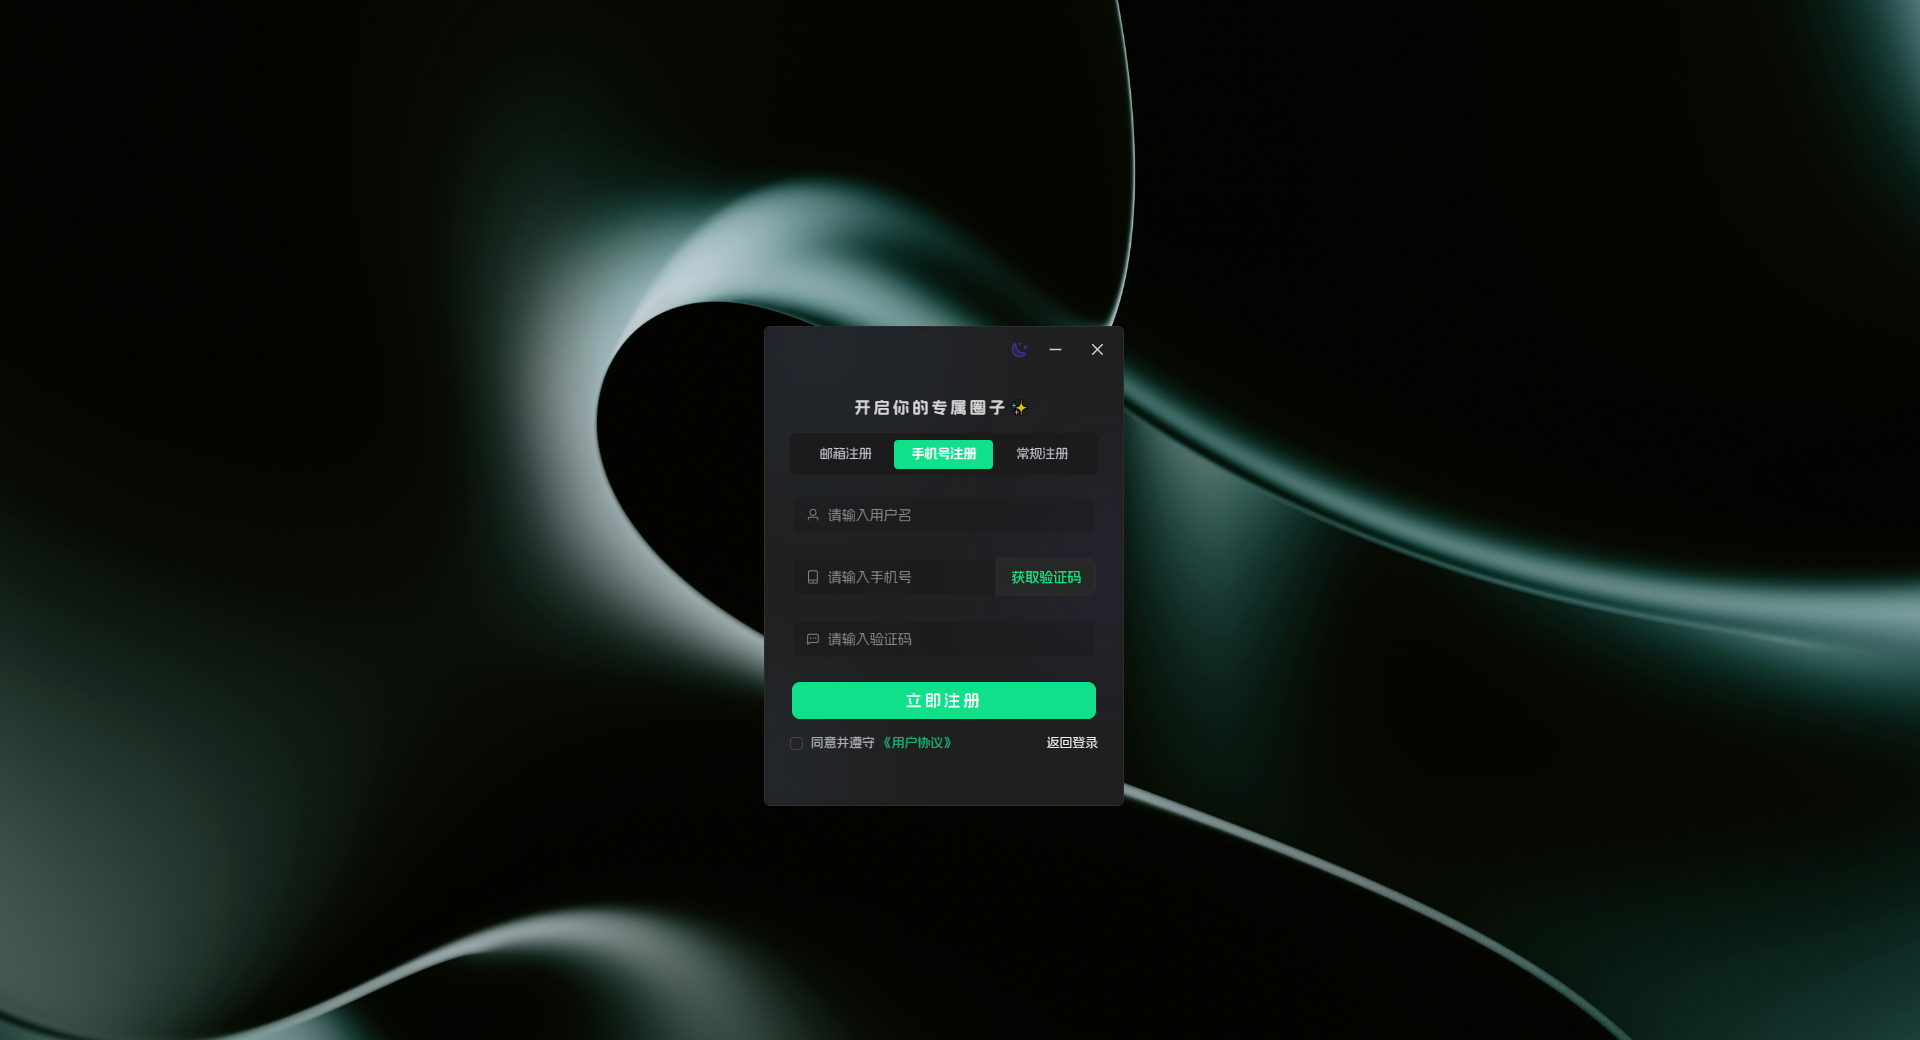 开启你的专属圈子✨
邮箱注册 手机号注册 常规注册
请输入用户名
请输入手机号 获取验证码
请输入验证码
立即注册
同意并遵守《用户协议》 返回登录